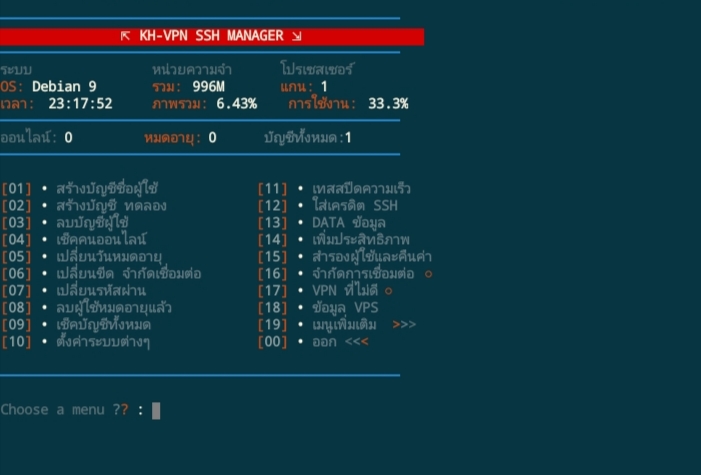 ⇱ KH-VPN SSH MANAGER ⇲
ระบบ หน่วยความจำ โปรเซสเซอร์
OS: Debian 9 รวม: 996M แกน: 1
เวลา: 23:17:52 ภาพรวม: 6.43% การใช้งาน: 33.3%
ออนไลน์: 0 หมดอายุ: 0 บัญชีทั้งหมด:1
[01] • สร้างบัญชีชื่อผู้ใช้ [11] • เทสสปีดความเร็ว
[02] • สร้างบัญชี ทดลอง [12] • ใส่เครดิต SSH
[03] • ลบบัญชีผู้ใช้ [13] • DATA ข้อมูล
[04] • เช็คคนออนไลน์ [14] • เพิ่มประสิทธิภาพ
[05] • เปลี่ยนวันหมดอายุ [15] • สำรองผู้ใช้และคืนค่า
[06] • เปลี่ยนขีด จำกัดเชื่อมต่อ [16] • จำกัดการเชื่อมต่อ ○
[07] • เปลี่ยนรหัสผ่าน [17] • VPN ที่ไม่ดี ○
[08] • ลบผู้ใช้หมดอายุแล้ว [18] • ข้อมูล VPS
[09] • เช็คบัญชีทั้งหมด [19] • เมนูเพิ่มเติม >>>
[10] • ตั้งค่าระบบต่างๆ [00] • ออก <<<
Choose a menu ?? :